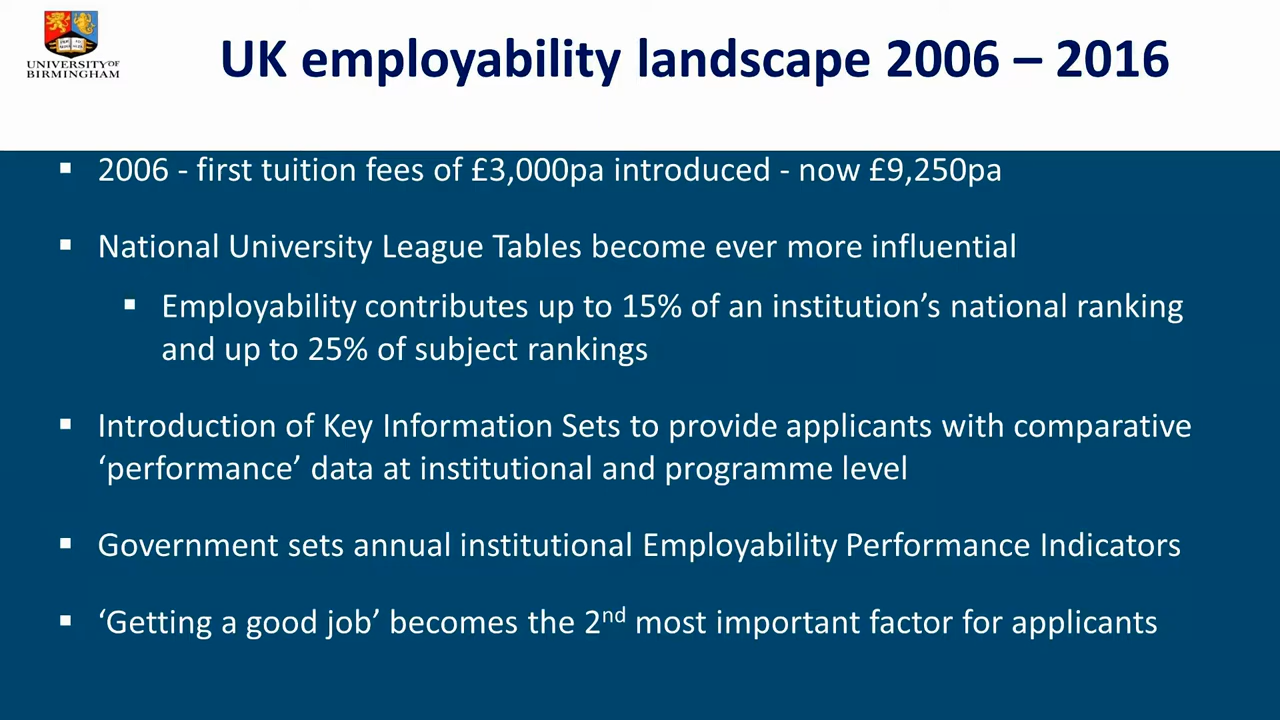 UNIVERSITY OF
BIRMINGHAM
UK employability landscape 2006 – 2016
▪ 2006 - first tuition fees of £3,000pa introduced - now £9,250pa
▪ National University League Tables become ever more influential
▪ Employability contributes up to 15% of an institution’s national ranking
and up to 25% of subject rankings
▪ Introduction of Key Information Sets to provide applicants with comparative
‘performance’ data at institutional and programme level
▪ Government sets annual institutional Employability Performance Indicators
▪ ‘Getting a good job’ becomes the 2nd most important factor for applicants